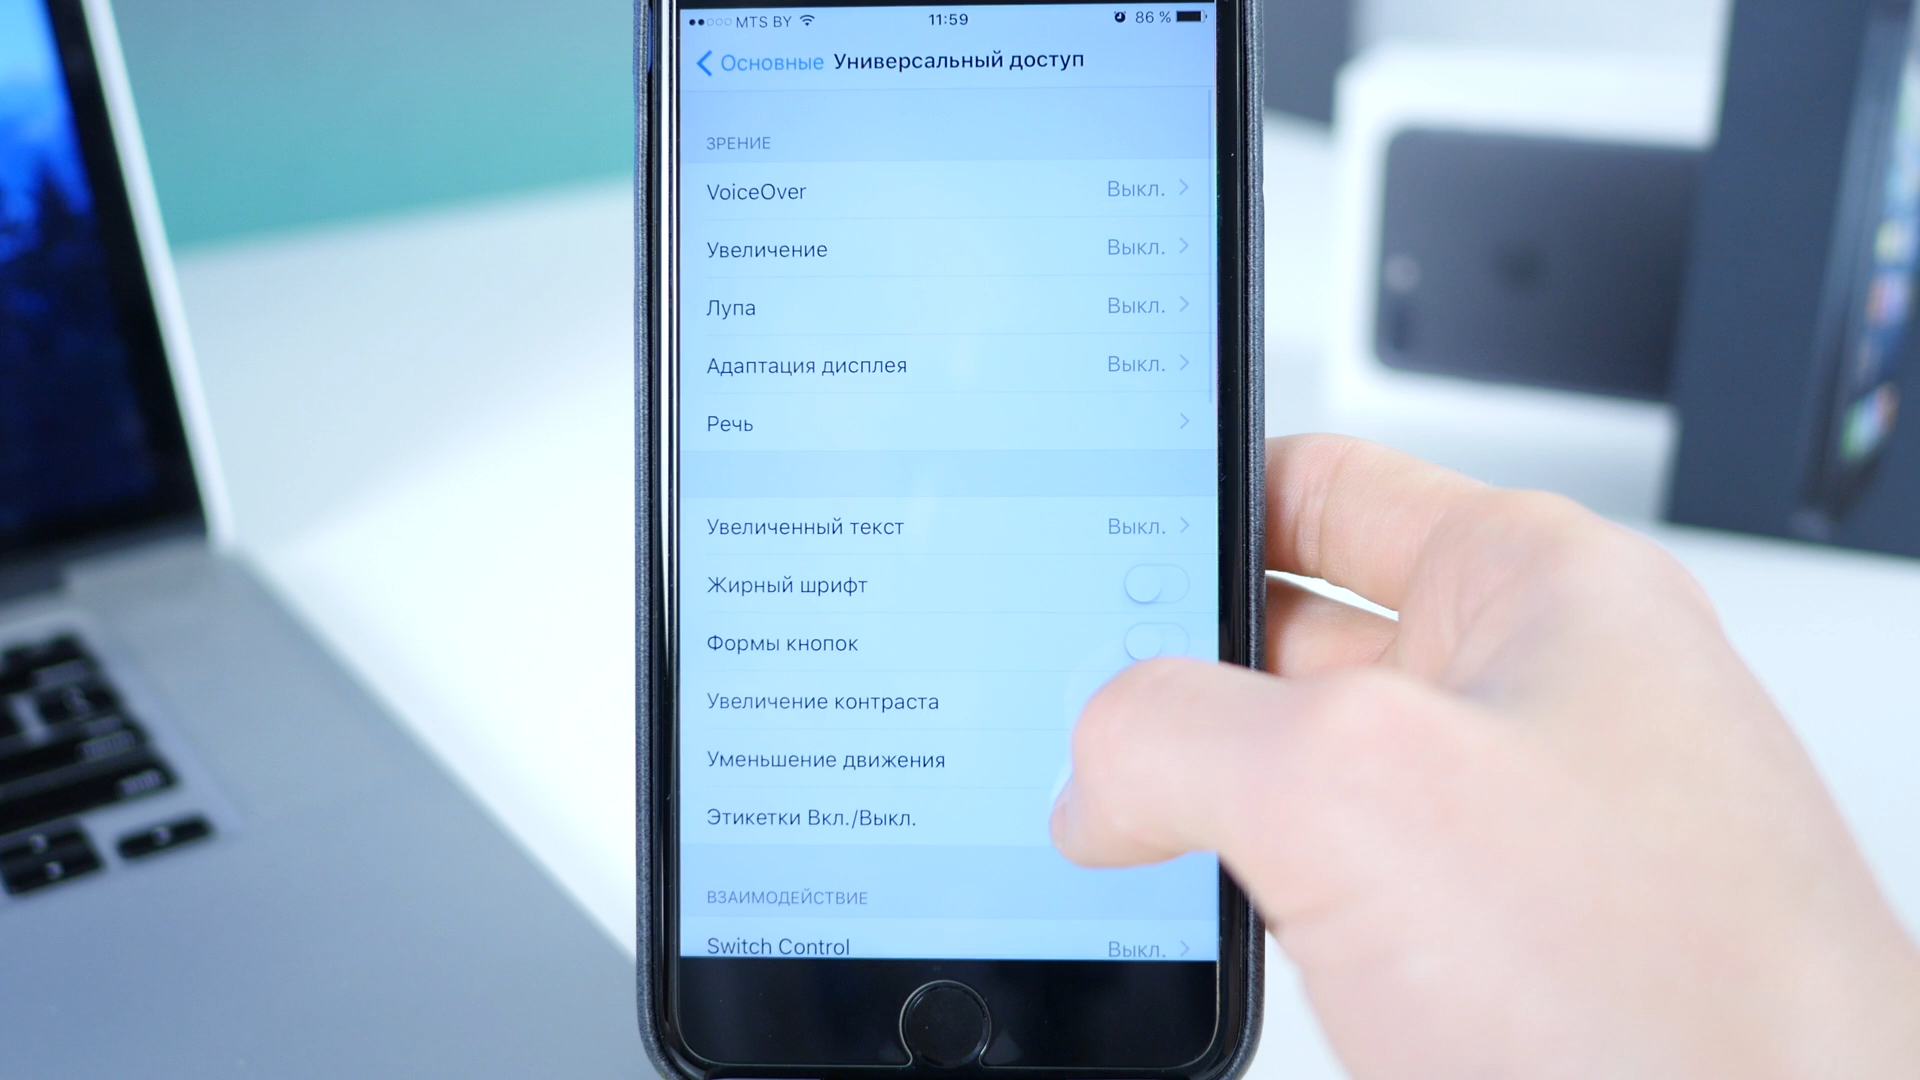 MTS BY 11:59 86 %
Основные Универсальный доступ
ЗРЕНИЕ
VoiceOver Выкл.
Увеличение Выкл.
Лупа Выкл.
Адаптация дисплея Выкл.
Речь
Увеличенный текст Выкл.
Жирный шрифт
Формы кнопок
Увеличение контраста
Уменьшение движения
Этикетки Вкл./Выкл.
ВЗАИМОДЕЙСТВИЕ
Switch Control Выкл.